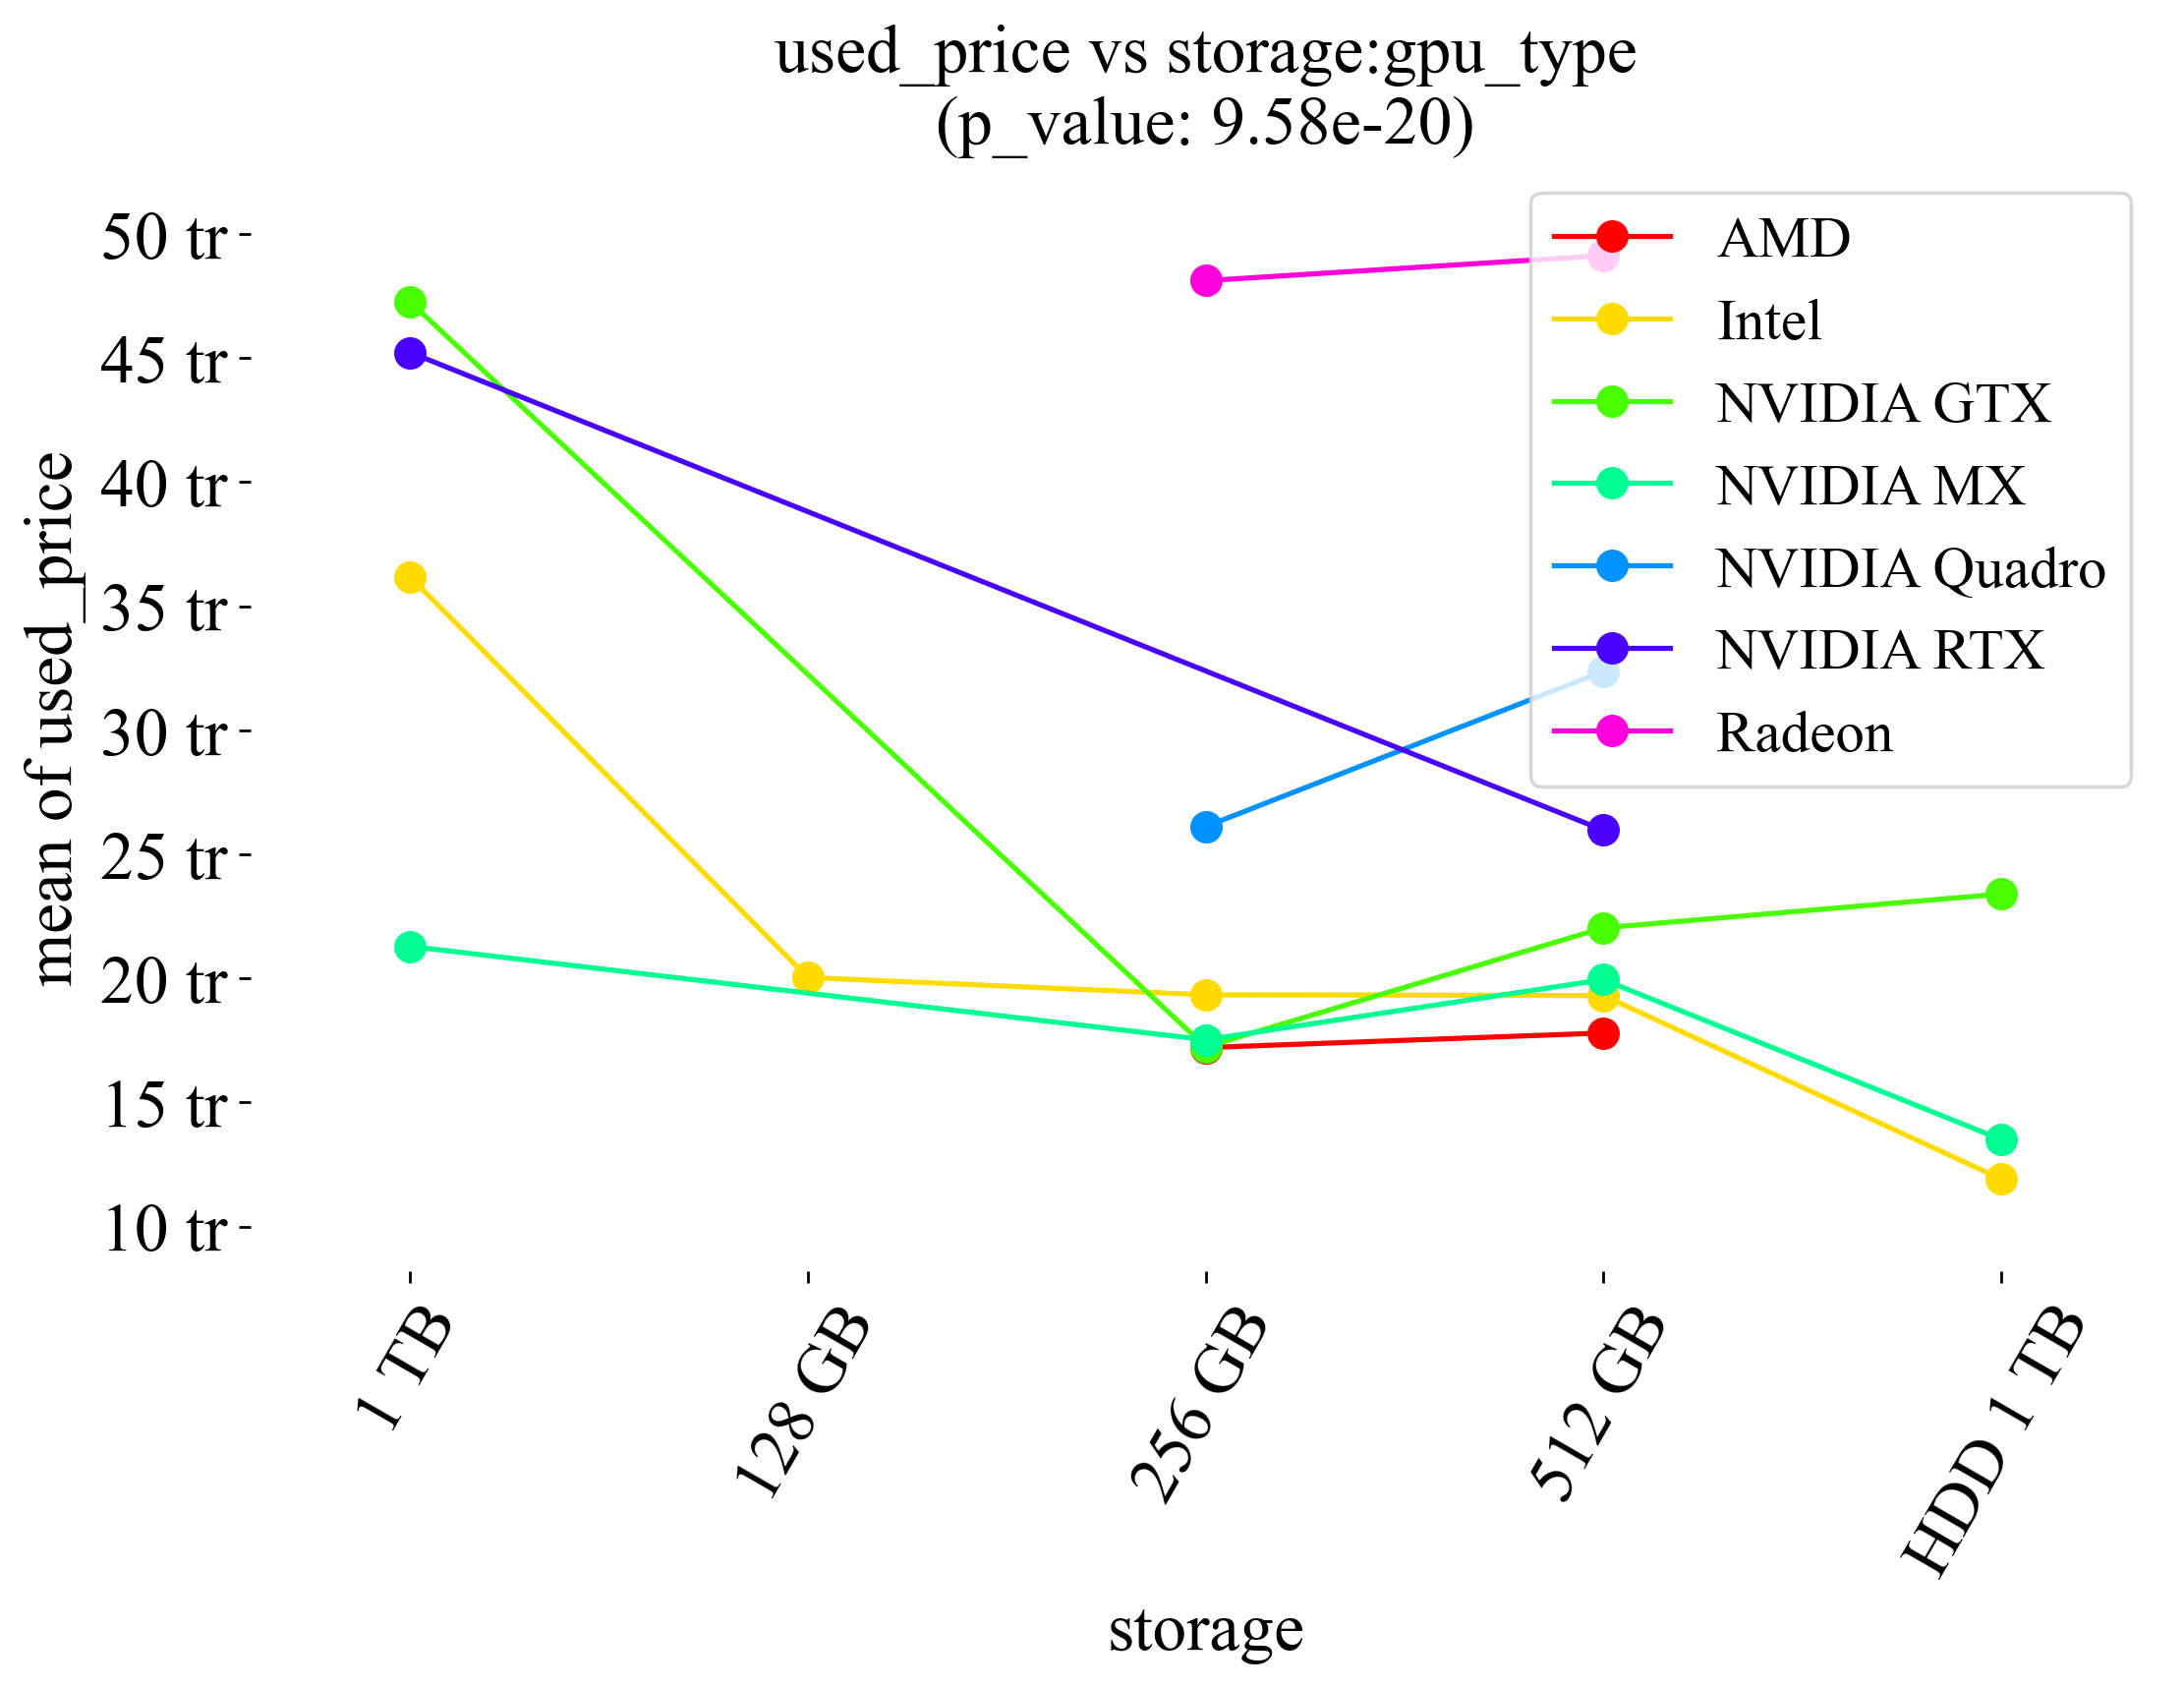 used_price vs storage:gpu_type
(p_value: 9.58e-20)
50 tr
45 tr
40 tr
35 tr
30 tr
25 tr
20 tr
15 tr
10 tr
mean of used_price
AMD
Intel
NVIDIA GTX
NVIDIA MX
NVIDIA Quadro
NVIDIA RTX
Radeon
1 TB
128 GB
256 GB
512 GB
HDD 1 TB
storage